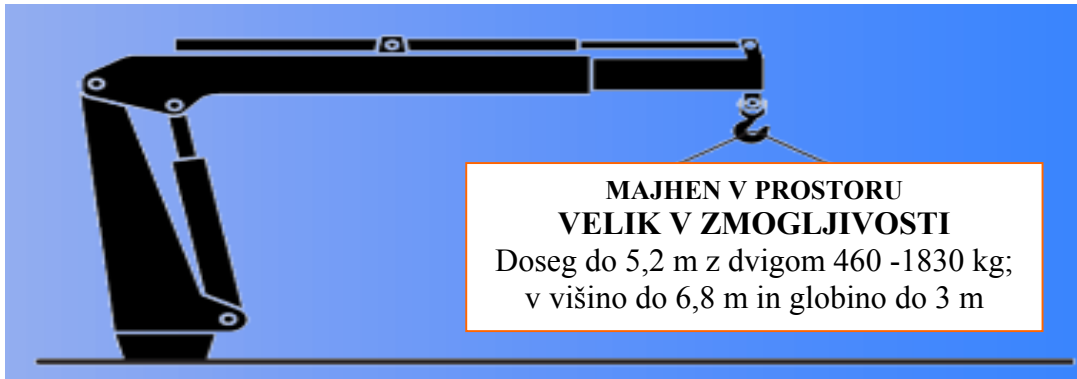 MAJHEN V PROSTORU
VELIK V ZMOGLJIVOSTI
Doseg do 5,2 m z dvigom 460 -1830 kg;
v višino do 6,8 m in globino do 3 m